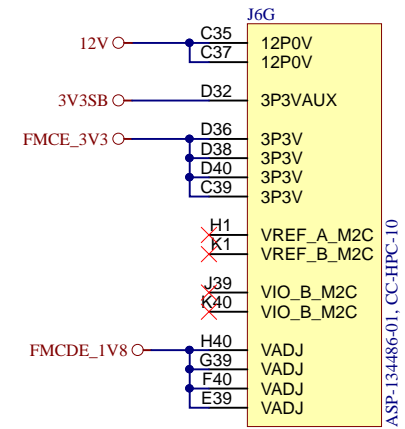 J6G
12V C35 12P0V
C37 12P0V
3V3SB D32 3P3VAUX
FMCE_3V3 D36 3P3V
D38 3P3V
D40 3P3V
C39 3P3V
H1 VREF_A_M2C
K1 VREF_B_M2C
J39 VIO_B_M2C
K40 VIO_B_M2C
FMCDE_1V8 H40 VADJ
G39 VADJ
F40 VADJ
E39 VADJ
ASP-134486-01, CC-HPC-10